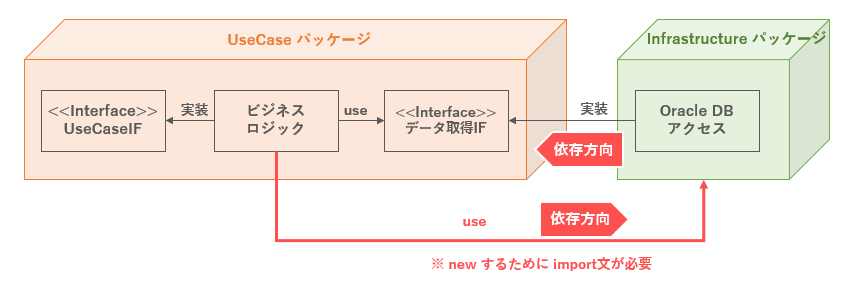 UseCase パッケージ
Infrastructure パッケージ
<<Interface>>
UseCaseIF
実装
ビジネス
ロジック
use
<<Interface>>
データ取得IF
実装
Oracle DB
アクセス
依存方向
use
依存方向
※ new するために import文が必要